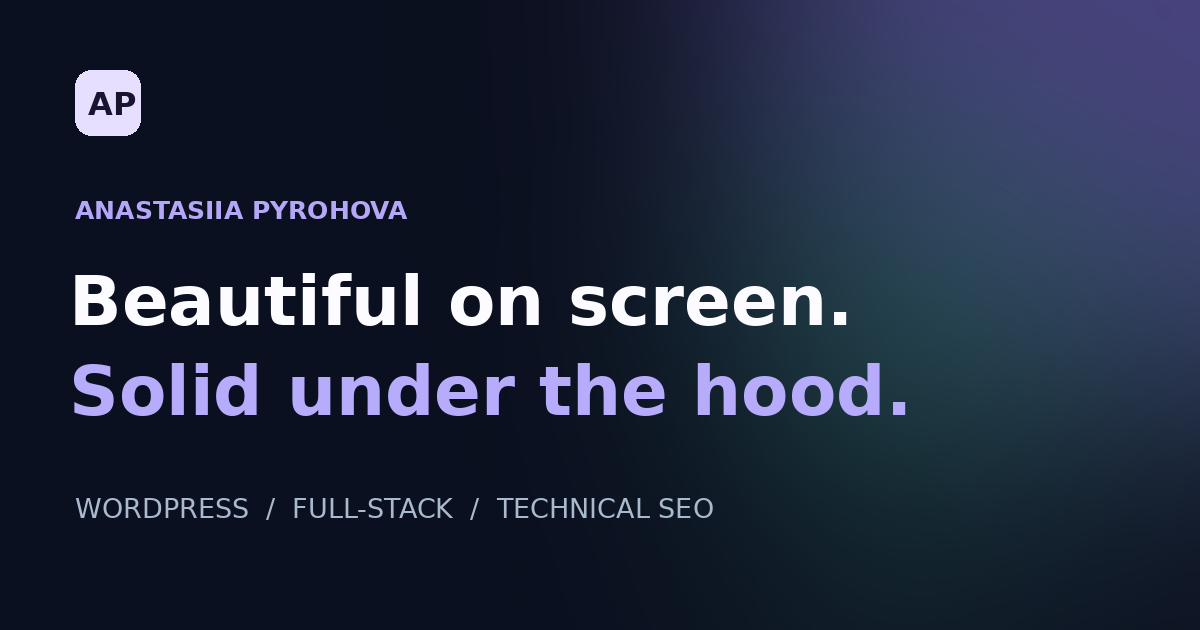 AP
ANASTASIIA PYROHOVA
Beautiful on screen.
Solid under the hood.
WORDPRESS / FULL-STACK / TECHNICAL SEO